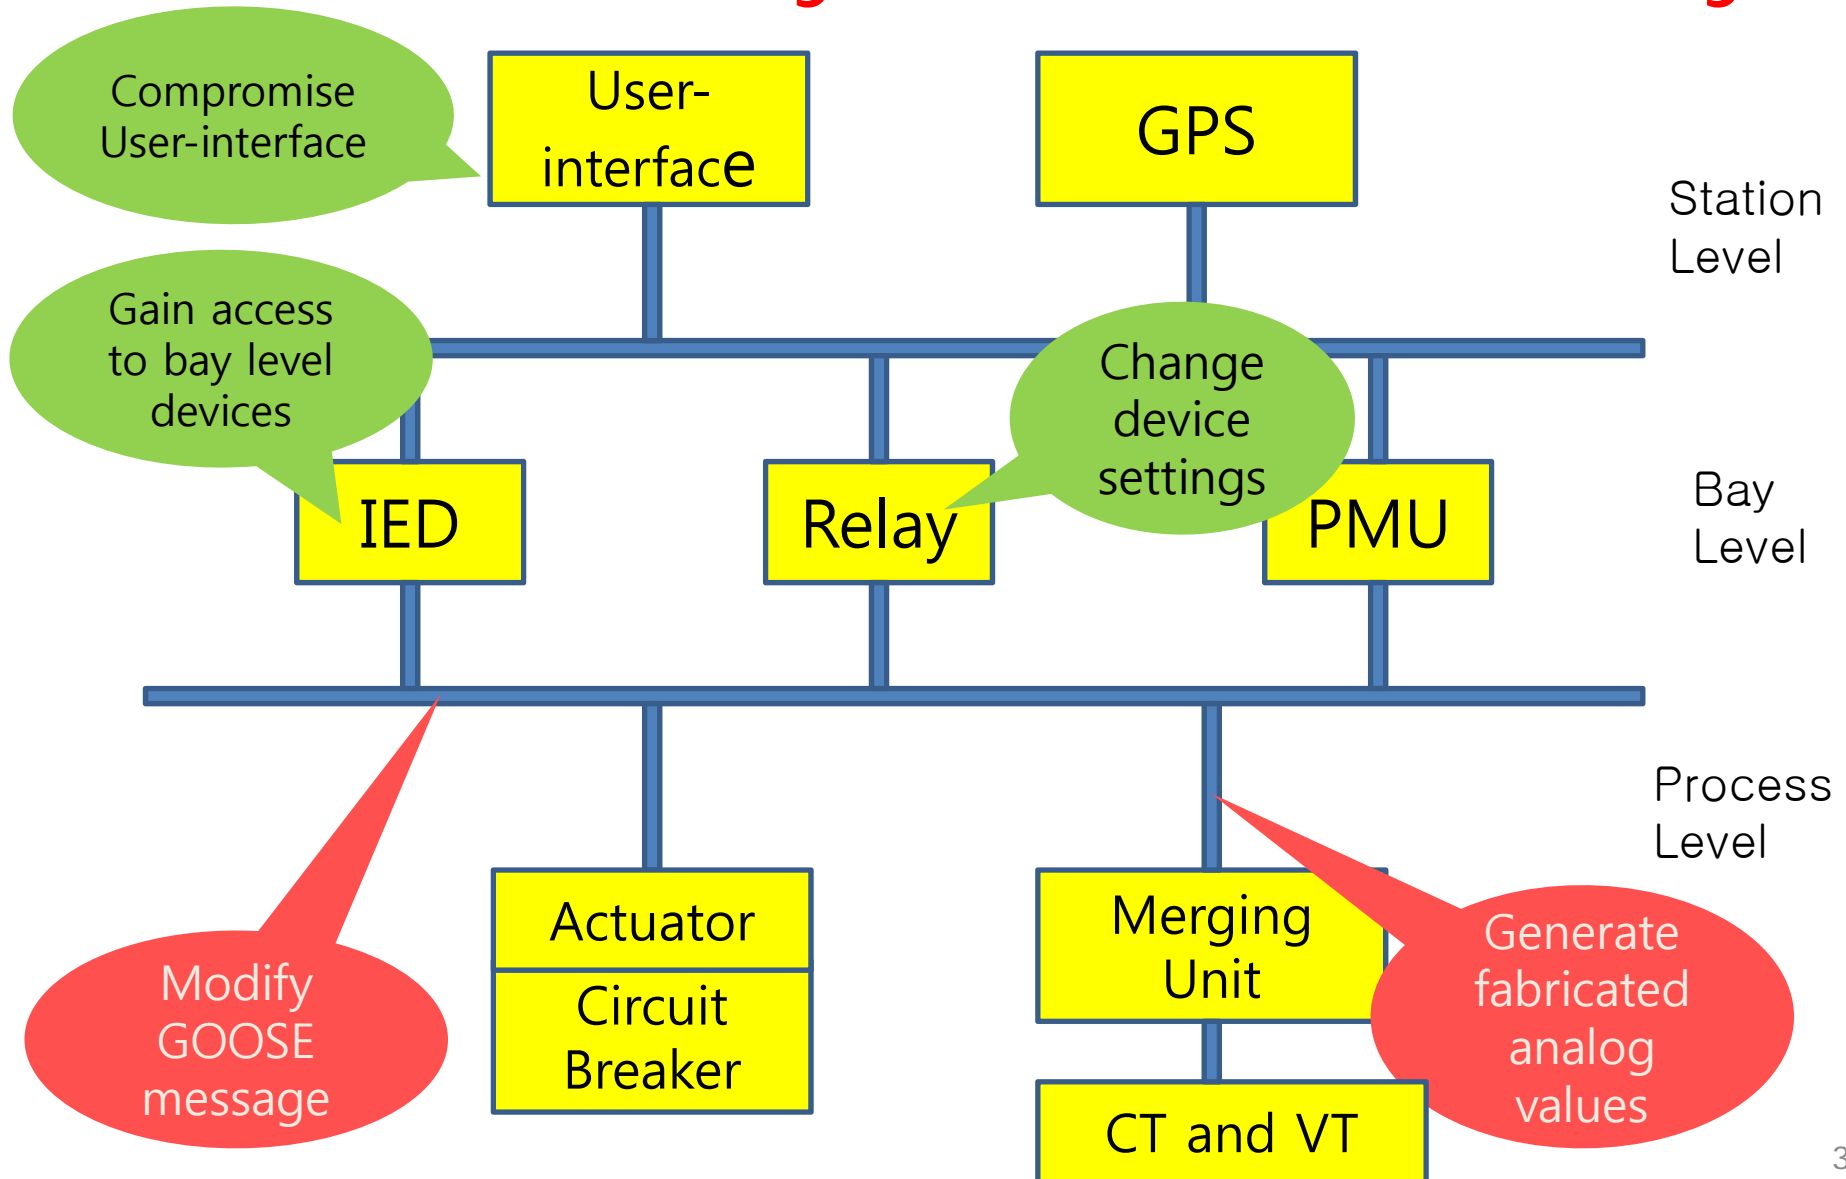 Compromise
User-interface
User-
interface
GPS
Station
Level
Gain access
to bay level
devices
Change
device
settings
IED
Relay
PMU
Bay
Level
Process
Level
Actuator
Circuit
Breaker
Merging
Unit
CT and VT
Modify
GOOSE
message
Generate
fabricated
analog
values
3